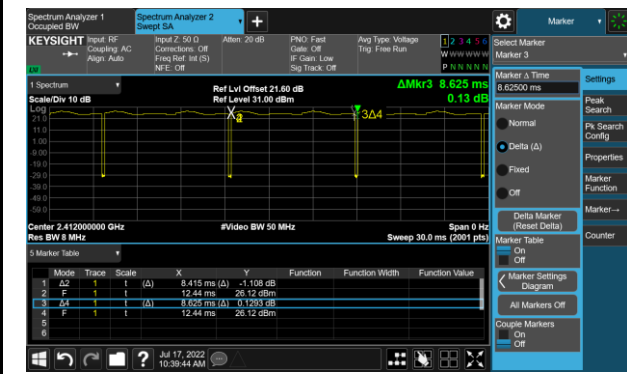 Spectrum Analyzer 1
Occupied BW
Spectrum Analyzer 2
Swept SA
+
Marker
KEYSIGHT
Input: RF
Coupling: AC
Align: Auto
Input Z: 50 Ω
Corrections: Off
Freq Ref: Int (S)
NFE: Off
Atten: 20 dB
PNO: Fast
Gate: Off
IF Gain: Low
Sig Track: Off
Avg Type: Voltage
Trig: Free Run
1 2 3 4 5 6
W W W W W W
P N N N N N
Select Marker
Marker 3
1 Spectrum
Scale/Div 10 dB
Ref Lvl Offset 21.60 dB
Ref Level 31.00 dBm
ΔMkr3 8.625 ms
0.13 dB
Log
21.0
11.0
1.00
-9.00
-19.0
-29.0
-39.0
-49.0
-59.0
3Δ4
Center 2.412000000 GHz
Res BW 8 MHz
#Video BW 50 MHz
Span 0 Hz
Sweep 30.0 ms (2001 pts)
5 Marker Table
Mode Trace Scale X Y Function Function Width Function Value
1 Δ2 1 t (Δ) 8.415 ms (Δ) -1.108 dB
2 F 1 t 12.44 ms 26.12 dBm
3 Δ4 1 t (Δ) 8.625 ms (Δ) 0.1293 dB
4 F 1 t 12.44 ms 26.12 dBm
5
6
Marker Δ Time
8.62500 ms
Marker Mode
Normal
Delta (Δ)
Fixed
Off
Delta Marker
(Reset Delta)
Marker Table
On
Off
Marker Settings
Diagram
All Markers Off
Couple Markers
On
Off
Settings
Peak
Search
Pk Search
Config
Properties
Marker
Function
Marker→
Counter
?
Jul 17, 2022
10:39:44 AM